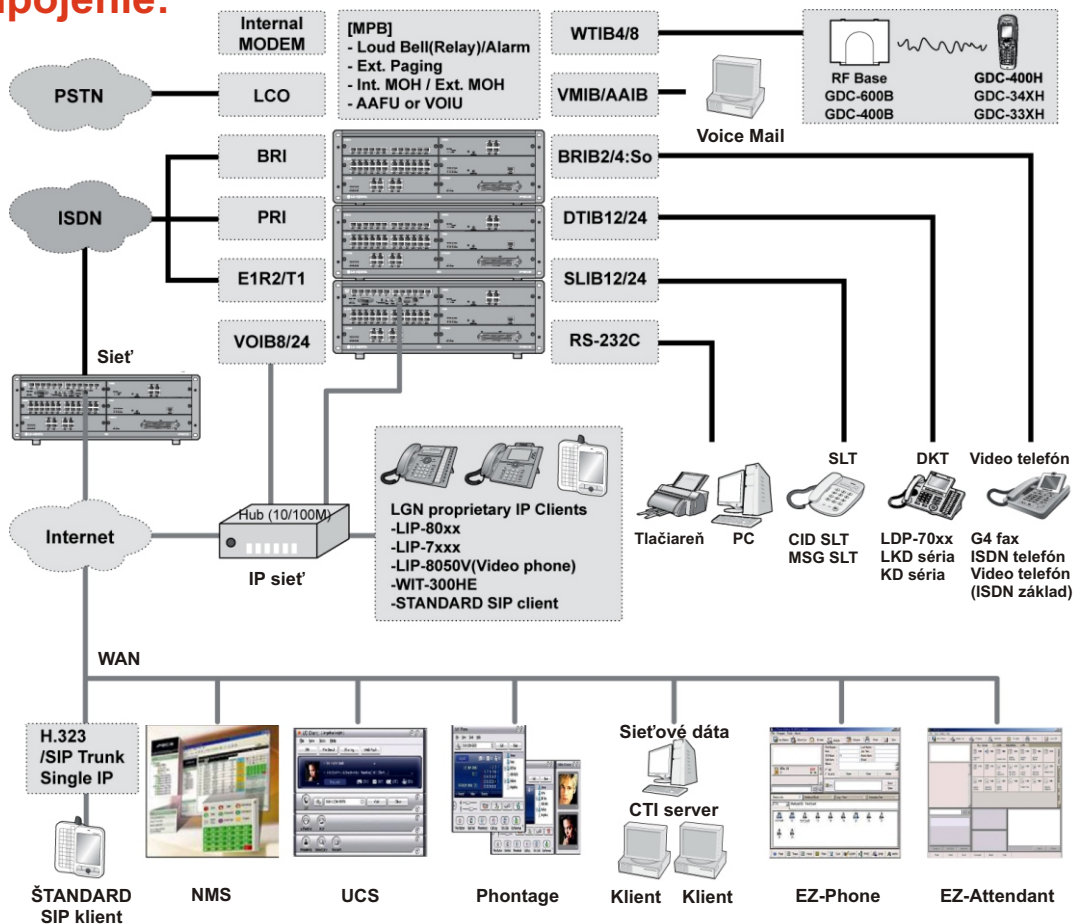 pojenie:
Internal
MODEM
[MPB]
- Loud Bell(Relay)/Alarm
- Ext. Paging
- Int. MOH / Ext. MOH
- AAFU or VOIU
WTIB4/8
RF Base
GDC-600B
GDC-400B
GDC-400H
GDC-34XH
GDC-33XH
PSTN
LCO
VMIB/AAIB
Voice Mail
BRI
BRIB2/4:So
ISDN
PRI
DTIB12/24
E1R2/T1
SLIB12/24
VOIB8/24
RS-232C
Sieť
Internet
Hub (10/100M)
IP sieť
LGN proprietary IP Clients
-LIP-80xx
-LIP-7xxx
-LIP-8050V(Video phone)
-WIT-300HE
-STANDARD SIP client
Tlačiareň
PC
SLT
CID SLT
MSG SLT
DKT
LDP-70xx
LKD séria
KD séria
Video telefón
G4 fax
ISDN telefón
Video telefón
(ISDN základ)
WAN
H.323
/SIP Trunk
Single IP
ŠTANDARD
SIP klient
NMS
UCS
Phontage
Sieťové dáta
CTI server
Klient
Klient
EZ-Phone
EZ-Attendant